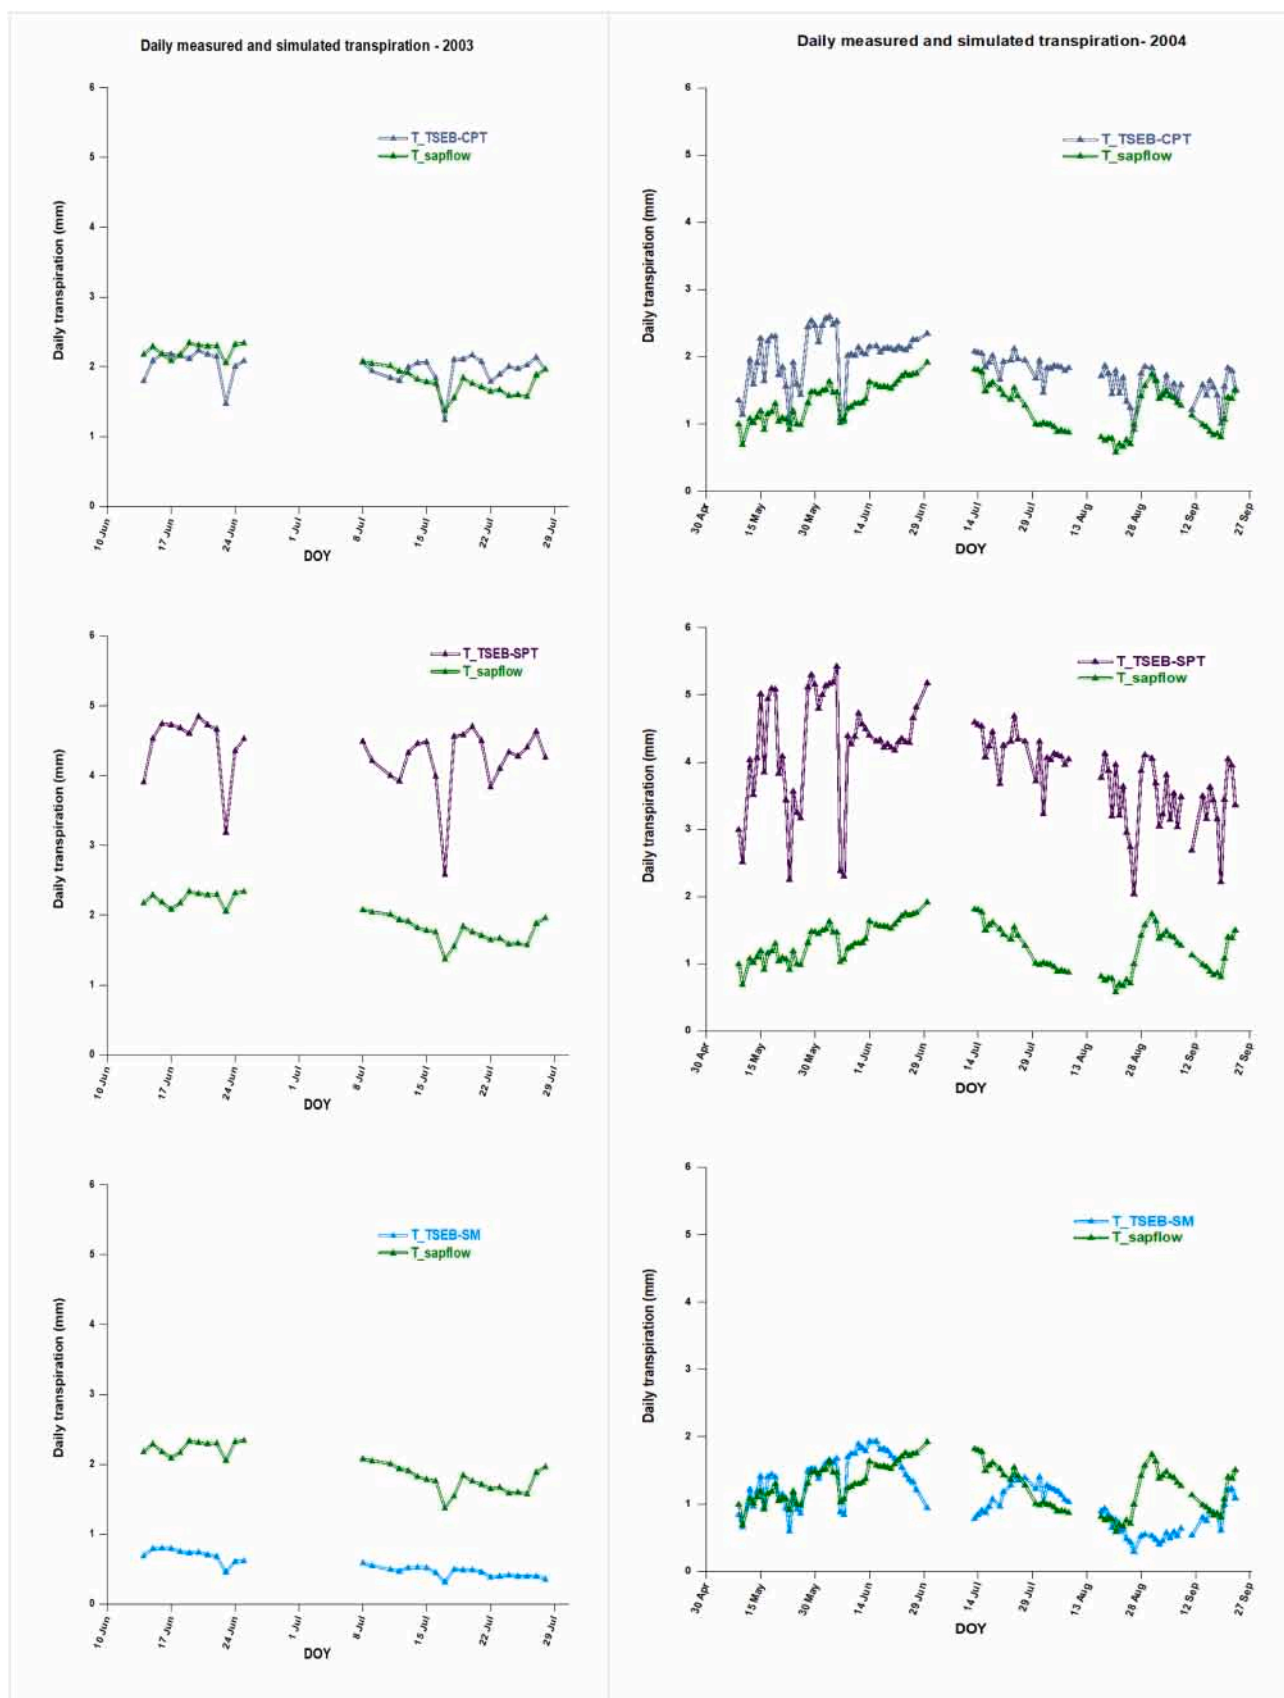 Daily measured and simulated transpiration - 2003
6
5
4
3
2
1
0
Daily transpiration (mm)
T_TSEB-CPT
T_sapflow
10 Jun
17 Jun
24 Jun
1 Jul
8 Jul
15 Jul
22 Jul
29 Jul
DOY
Daily measured and simulated transpiration- 2004
6
5
4
3
2
1
0
Daily transpiration (mm)
T_TSEB-CPT
T_sapflow
30 Apr
15 May
30 May
14 Jun
29 Jun
14 Jul
29 Jul
13 Aug
28 Aug
12 Sep
27 Sep
DOY
6
5
4
3
2
1
0
Daily transpiration (mm)
T_TSEB-SPT
T_sapflow
10 Jun
17 Jun
24 Jun
1 Jul
8 Jul
15 Jul
22 Jul
29 Jul
DOY
6
5
4
3
2
1
0
Daily transpiration (mm)
T_TSEB-SPT
T_sapflow
30 Apr
15 May
30 May
14 Jun
29 Jun
14 Jul
29 Jul
13 Aug
28 Aug
12 Sep
27 Sep
DOY
6
5
4
3
2
1
0
Daily transpiration (mm)
T_TSEB-SM
T_sapflow
10 Jun
17 Jun
24 Jun
1 Jul
8 Jul
15 Jul
22 Jul
29 Jul
DOY
6
5
4
3
2
1
0
Daily transpiration (mm)
T_TSEB-SM
T_sapflow
30 Apr
15 May
30 May
14 Jun
29 Jun
14 Jul
29 Jul
13 Aug
28 Aug
12 Sep
27 Sep
DOY